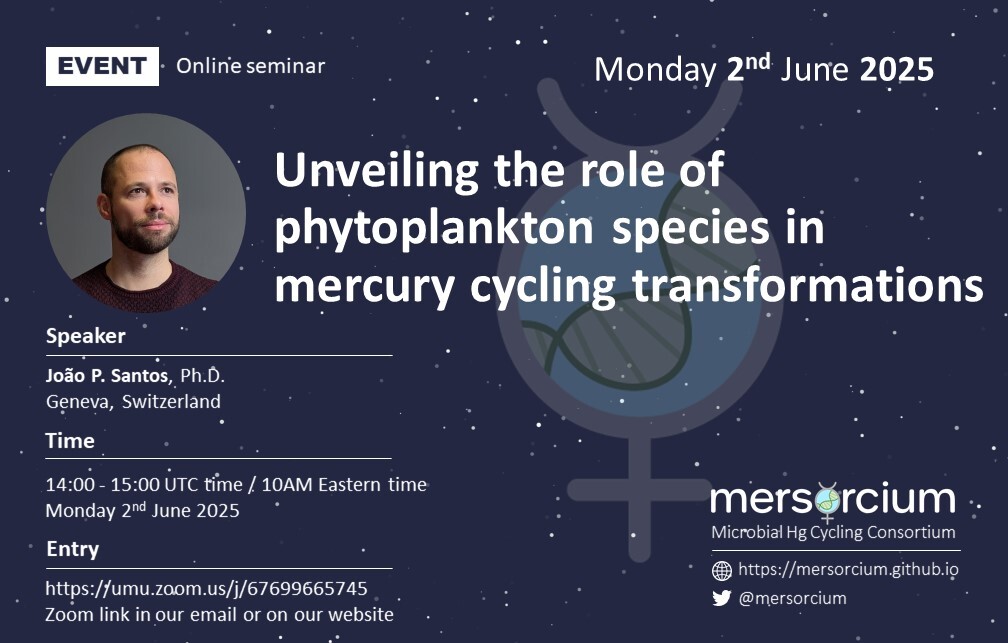 EVENT Online seminar
Monday 2nd June 2025
Unveiling the role of
phytoplankton species in
mercury cycling transformations
Speaker
João P. Santos, Ph.D.
Geneva, Switzerland
Time
14:00 - 15:00 UTC time / 10AM Eastern time
Monday 2nd June 2025
Entry
https://umu.zoom.us/j/67699665745
Zoom link in our email or on our website
mersorcium
Microbial Hg Cycling Consortium
https://mersorcium.github.io
@mersorcium